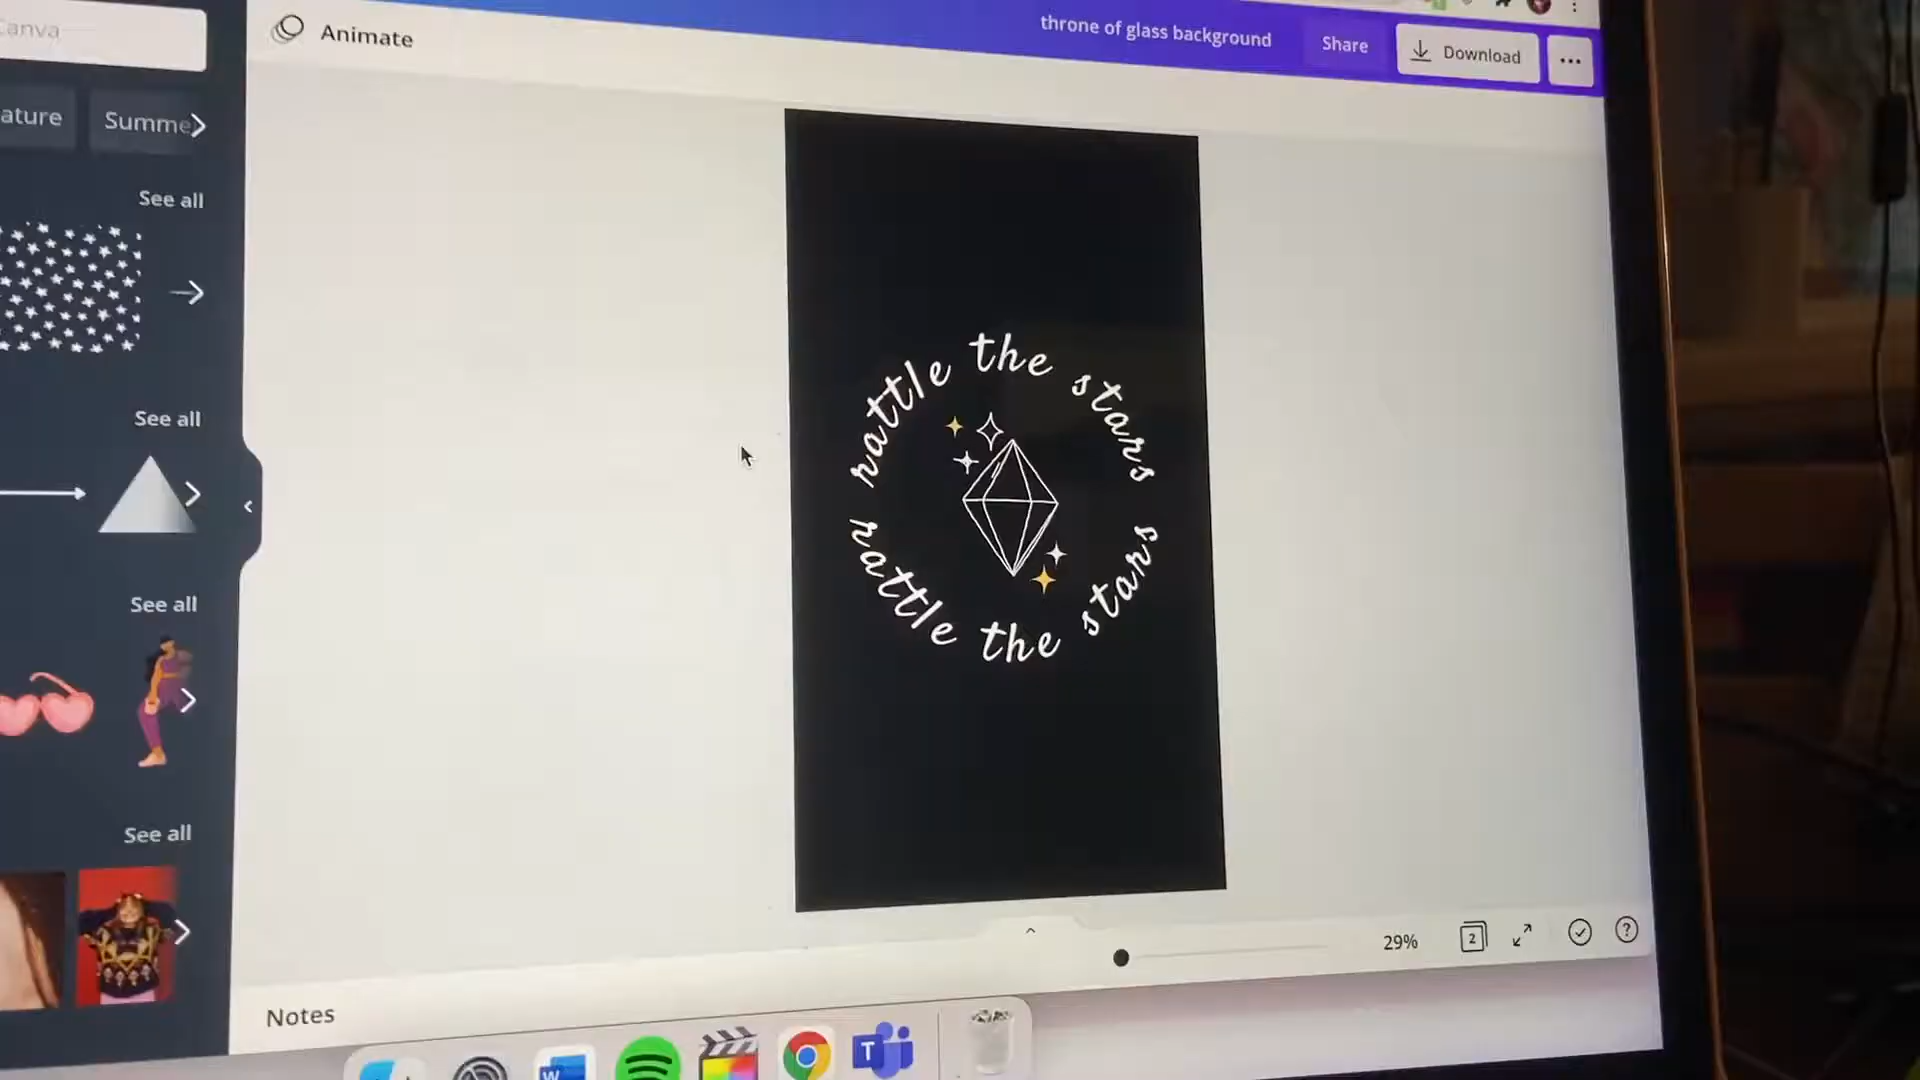 Canva
Animate
throne of glass background
Share
Download
ature
Summe
See all
See all
See all
See all
rattle the stars
rattle the stars
29%
2
Notes
W
T